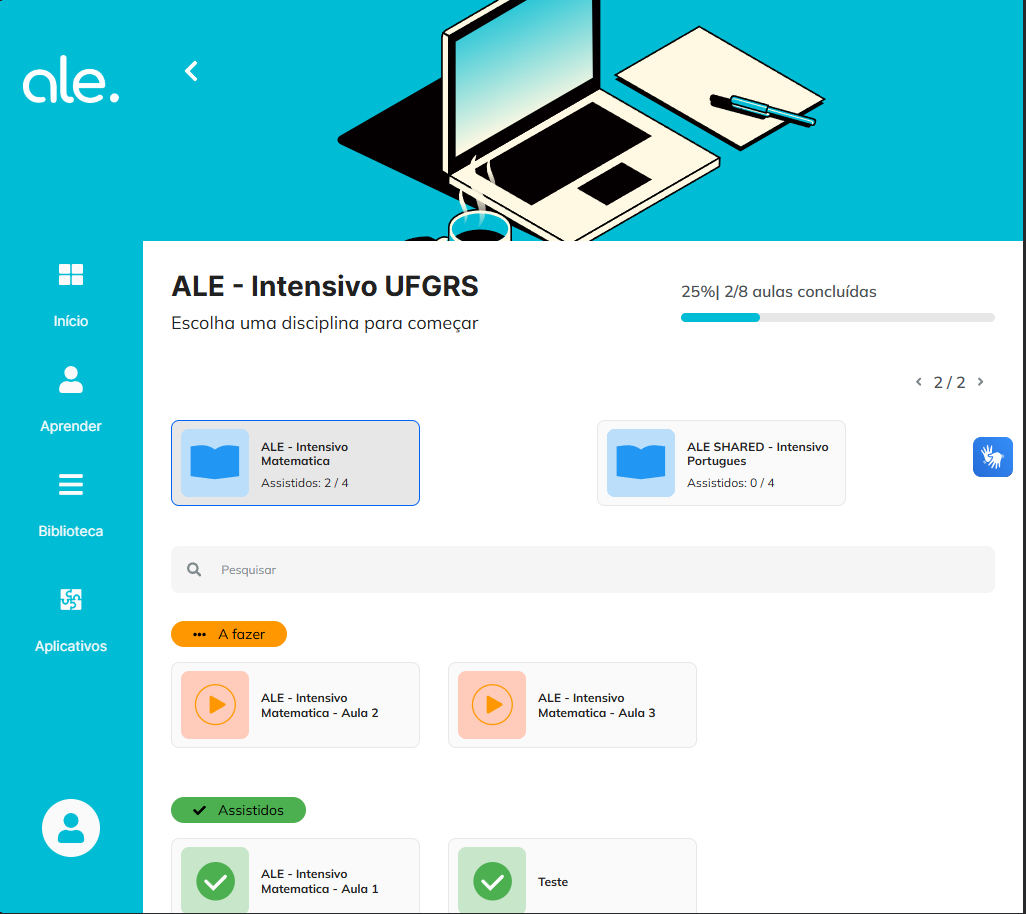 ale.
Início
Aprender
Biblioteca
Aplicativos
ALE - Intensivo UFGRS
Escolha uma disciplina para começar
25%| 2/8 aulas concluídas
2 / 2
ALE - Intensivo
Matematica
Assistidos: 2 / 4
ALE SHARED - Intensivo
Portugues
Assistidos: 0 / 4
Pesquisar
A fazer
ALE - Intensivo
Matematica - Aula 2
ALE - Intensivo
Matematica - Aula 3
Assistidos
ALE - Intensivo
Matematica - Aula 1
Teste